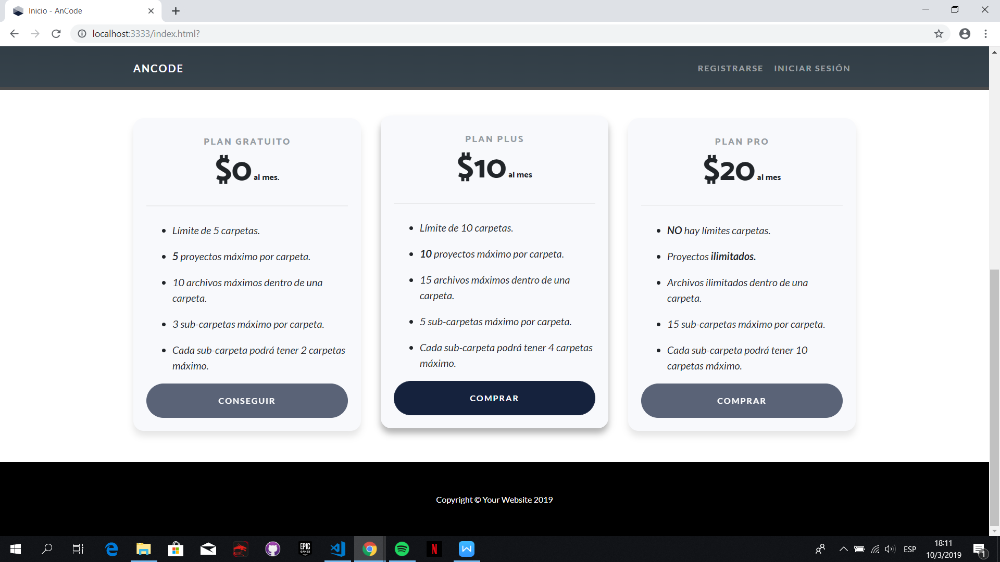 Inicio - AnCode
localhost:3333/index.html?
ANCODE
REGISTRARSE
INICIAR SESIÓN
PLAN GRATUITO
$0 al mes.
Límite de 5 carpetas.
5 proyectos máximo por carpeta.
10 archivos máximos dentro de una
carpeta.
3 sub-carpetas máximo por carpeta.
Cada sub-carpeta podrá tener 2 carpetas
máximo.
CONSEGUIR
PLAN PLUS
$10 al mes
Límite de 10 carpetas.
10 proyectos máximo por carpeta.
15 archivos máximos dentro de una
carpeta.
5 sub-carpetas máximo por carpeta.
Cada sub-carpeta podrá tener 4 carpetas
máximo.
COMPRAR
PLAN PRO
$20 al mes
NO hay límites carpetas.
Proyectos ilimitados.
Archivos ilimitados dentro de una
carpeta.
15 sub-carpetas máximo por carpeta.
Cada sub-carpeta podrá tener 10
carpetas máximo.
COMPRAR
Copyright © Your Website 2019
EPIC
GAMES
N
W
ESP
18:11
10/3/2019
1